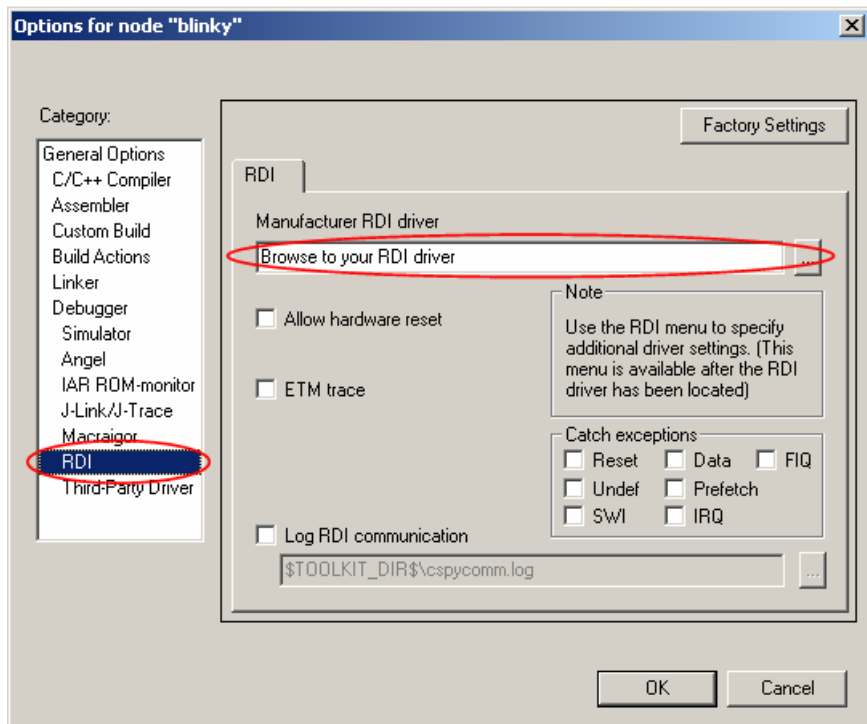 Options for node "blinky"
Category:
Factory Settings
General Options
C/C++ Compiler
Assembler
Custom Build
Build Actions
Linker
Debugger
Simulator
Angel
IAR ROM-monitor
J-Link/J-Trace
Macraigor
RDI
Third-Party Driver
RDI
Manufacturer RDI driver
Browse to your RDI driver
...
Allow hardware reset
ETM trace
Note
Use the RDI menu to specify
additional driver settings. (This
menu is available after the RDI
driver has been located)
Catch exceptions
Reset Data FIQ
Undef Prefetch
SWI IRQ
Log RDI communication
$TOOLKIT_DIR$\cspycomm.log
...
OK Cancel